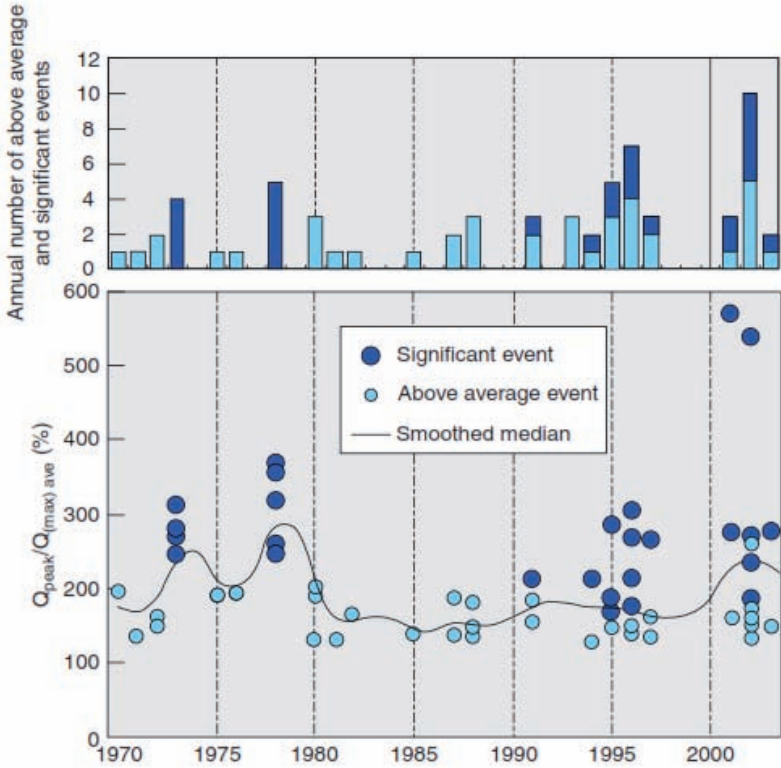 Annual number of above average
and significant events
12
10
8
6
4
2
0
Qpeak/Q(max) ave (%)
600
500
400
300
200
100
0
Significant event
Above average event
Smoothed median
1970 1975 1980 1985 1990 1995 2000